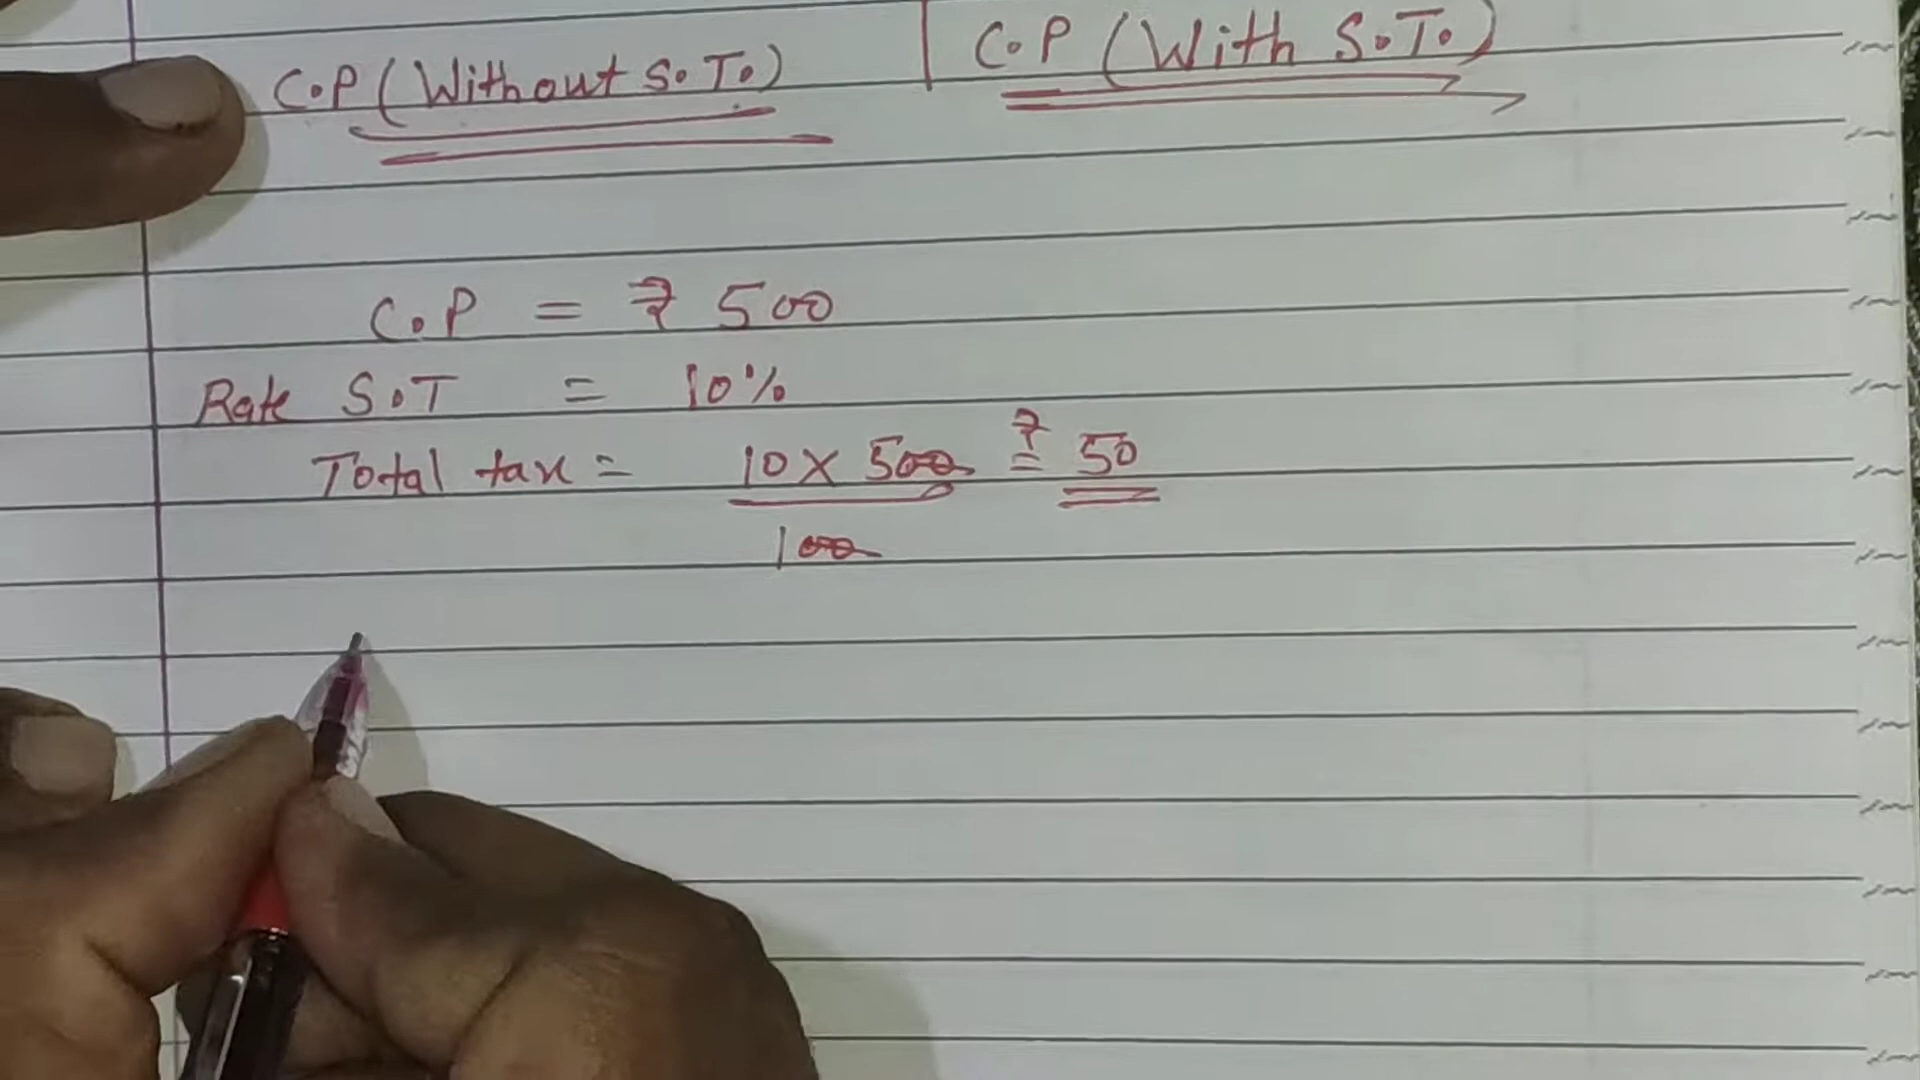 C.P (Without S.T.)
C.P (With S.T.)
C.P = ₹ 500
Rate S.T = 10%
Total tax = 10 x 500 = ₹ 50
100